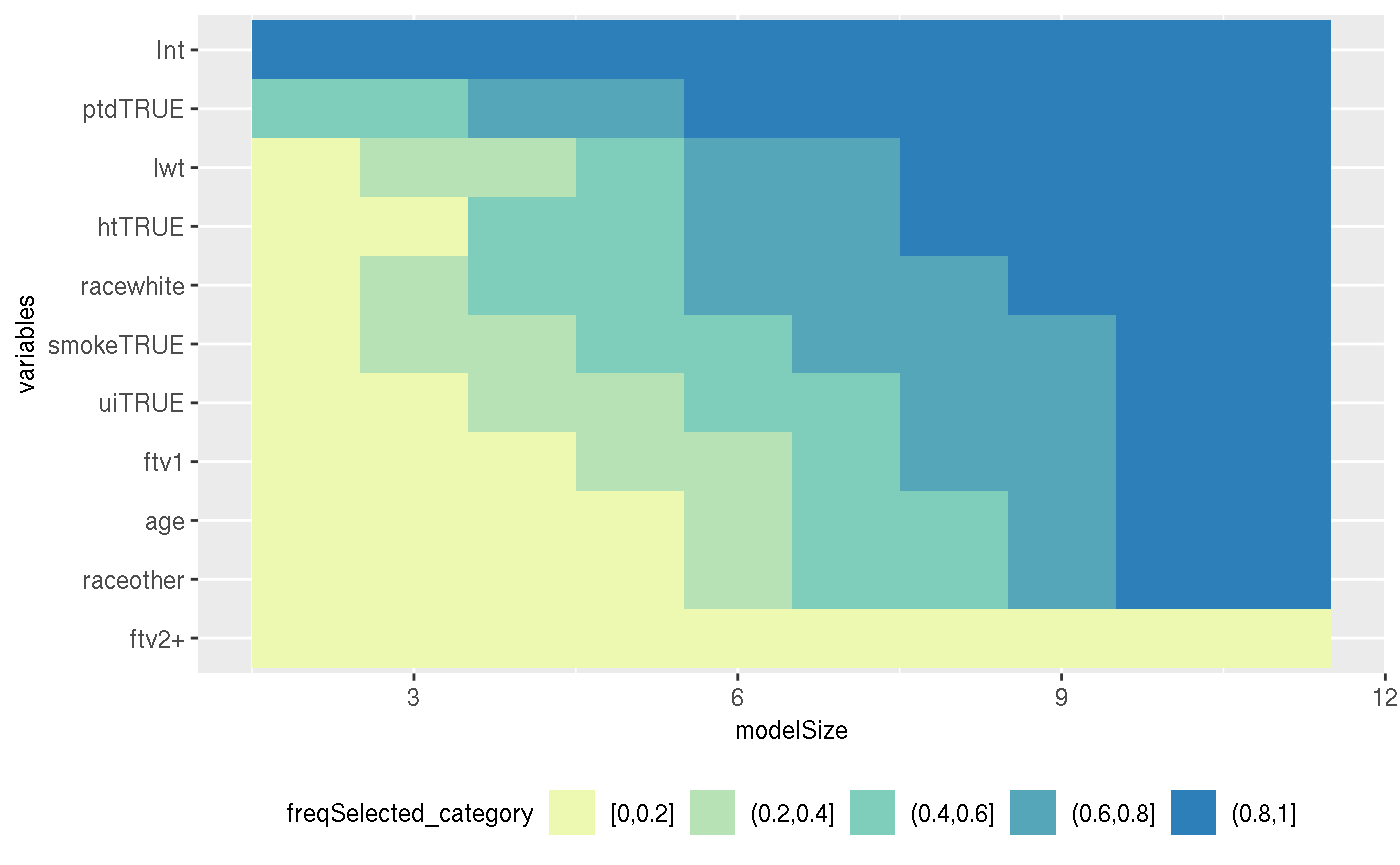 Int
ptdTRUE
lwt
htTRUE
racewhite
smokeTRUE
uiTRUE
ftv1
age
raceother
ftv2+
variables
3 6 9 12
modelSize
freqSelected_category [0,0.2] (0.2,0.4] (0.4,0.6] (0.6,0.8] (0.8,1]